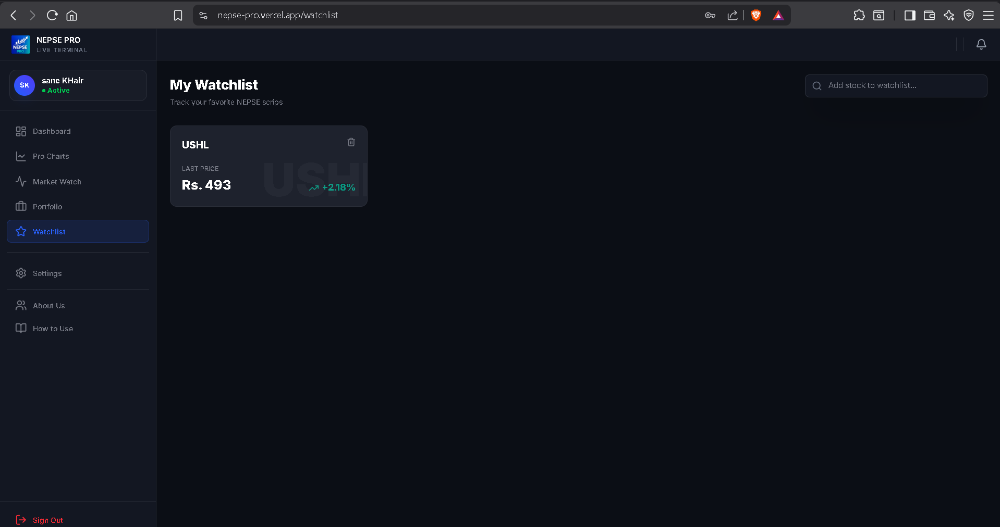 nepse-pro.vercel.app/watchlist
NEPSE
PRO
NEPSE PRO
LIVE TERMINAL
SK
sane KHair
Active
Dashboard
Pro Charts
Market Watch
Portfolio
Watchlist
Settings
About Us
How to Use
Sign Out
My Watchlist
Track your favorite NEPSE scrips
Add stock to watchlist...
USHL
LAST PRICE
USHL
Rs. 493
+2.18%